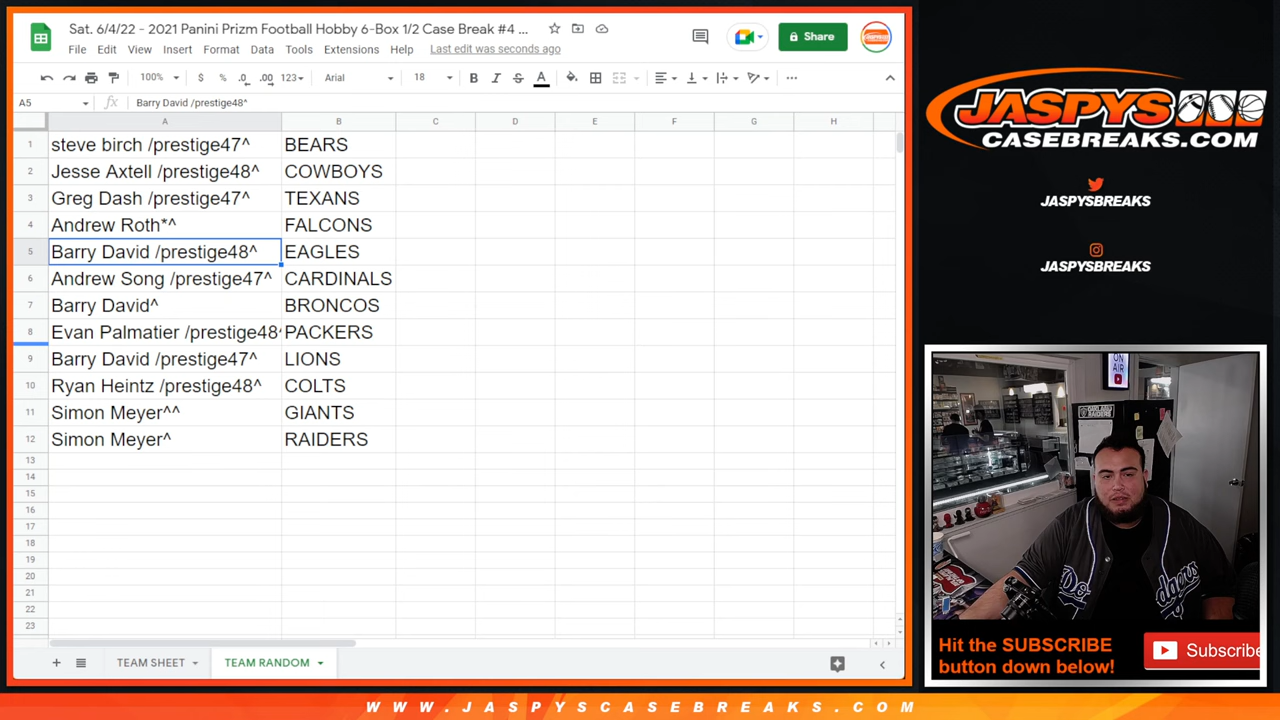 Sat. 6/4/22 - 2021 Panini Prizm Football Hobby 6-Box 1/2 Case Break #4 ...
File Edit View Insert Format Data Tools Extensions Help Last edit was seconds ago
Share
100% $ % .0 .00 123 Arial 18 B I S A
A5 fx Barry David /prestige48^
A B C D E F G H
1 steve birch /prestige47^ BEARS
2 Jesse Axtell /prestige48^ COWBOYS
3 Greg Dash /prestige47^ TEXANS
4 Andrew Roth*^ FALCONS
5 Barry David /prestige48^ EAGLES
6 Andrew Song /prestige47^ CARDINALS
7 Barry David^ BRONCOS
8 Evan Palmatier /prestige48^ PACKERS
9 Barry David /prestige47^ LIONS
10 Ryan Heintz /prestige48^ COLTS
11 Simon Meyer^^ GIANTS
12 Simon Meyer^ RAIDERS
13
14
15
16
17
18
19
20
21
22
23
TEAM SHEET TEAM RANDOM
JASPYS
CASEBREAKS.COM
JASPYSBREAKS
JASPYSBREAKS
ON
AIR
RAIDERS
Dodgers
Hit the SUBSCRIBE
button down below!
Subscribe
WWW.JASPYSCASEBREAKS.COM